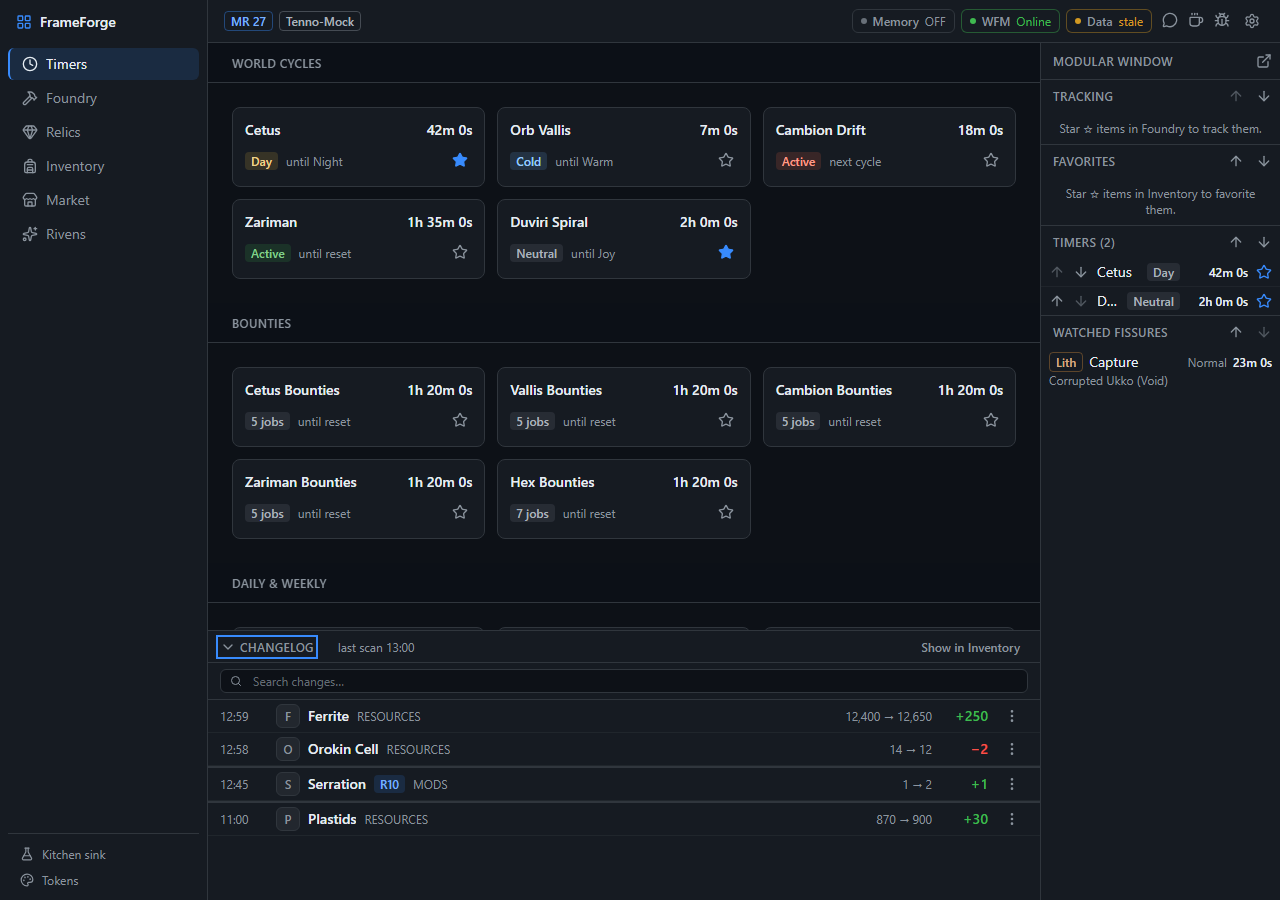 FrameForge
MR 27 Tenno-Mock
Memory OFF WFM Online Data stale
Timers
Foundry
Relics
Inventory
Market
Rivens
Kitchen sink
Tokens
WORLD CYCLES
Cetus 42m 0s
Day until Night
Orb Vallis 7m 0s
Cold until Warm
Cambion Drift 18m 0s
Active next cycle
Zariman 1h 35m 0s
Active until reset
Duviri Spiral 2h 0m 0s
Neutral until Joy
BOUNTIES
Cetus Bounties 1h 20m 0s
5 jobs until reset
Vallis Bounties 1h 20m 0s
5 jobs until reset
Cambion Bounties 1h 20m 0s
5 jobs until reset
Zariman Bounties 1h 20m 0s
5 jobs until reset
Hex Bounties 1h 20m 0s
7 jobs until reset
DAILY & WEEKLY
CHANGELOG last scan 13:00 Show in Inventory
Search changes...
12:59 F Ferrite RESOURCES 12,400 → 12,650 +250
12:58 O Orokin Cell RESOURCES 14 → 12 −2
12:45 S Serration R10 MODS 1 → 2 +1
11:00 P Plastids RESOURCES 870 → 900 +30
MODULAR WINDOW
TRACKING
Star ☆ items in Foundry to track them.
FAVORITES
Star ☆ items in Inventory to favorite
them.
TIMERS (2)
Cetus Day 42m 0s
D... Neutral 2h 0m 0s
WATCHED FISSURES
Lith Capture Normal 23m 0s
Corrupted Ukko (Void)